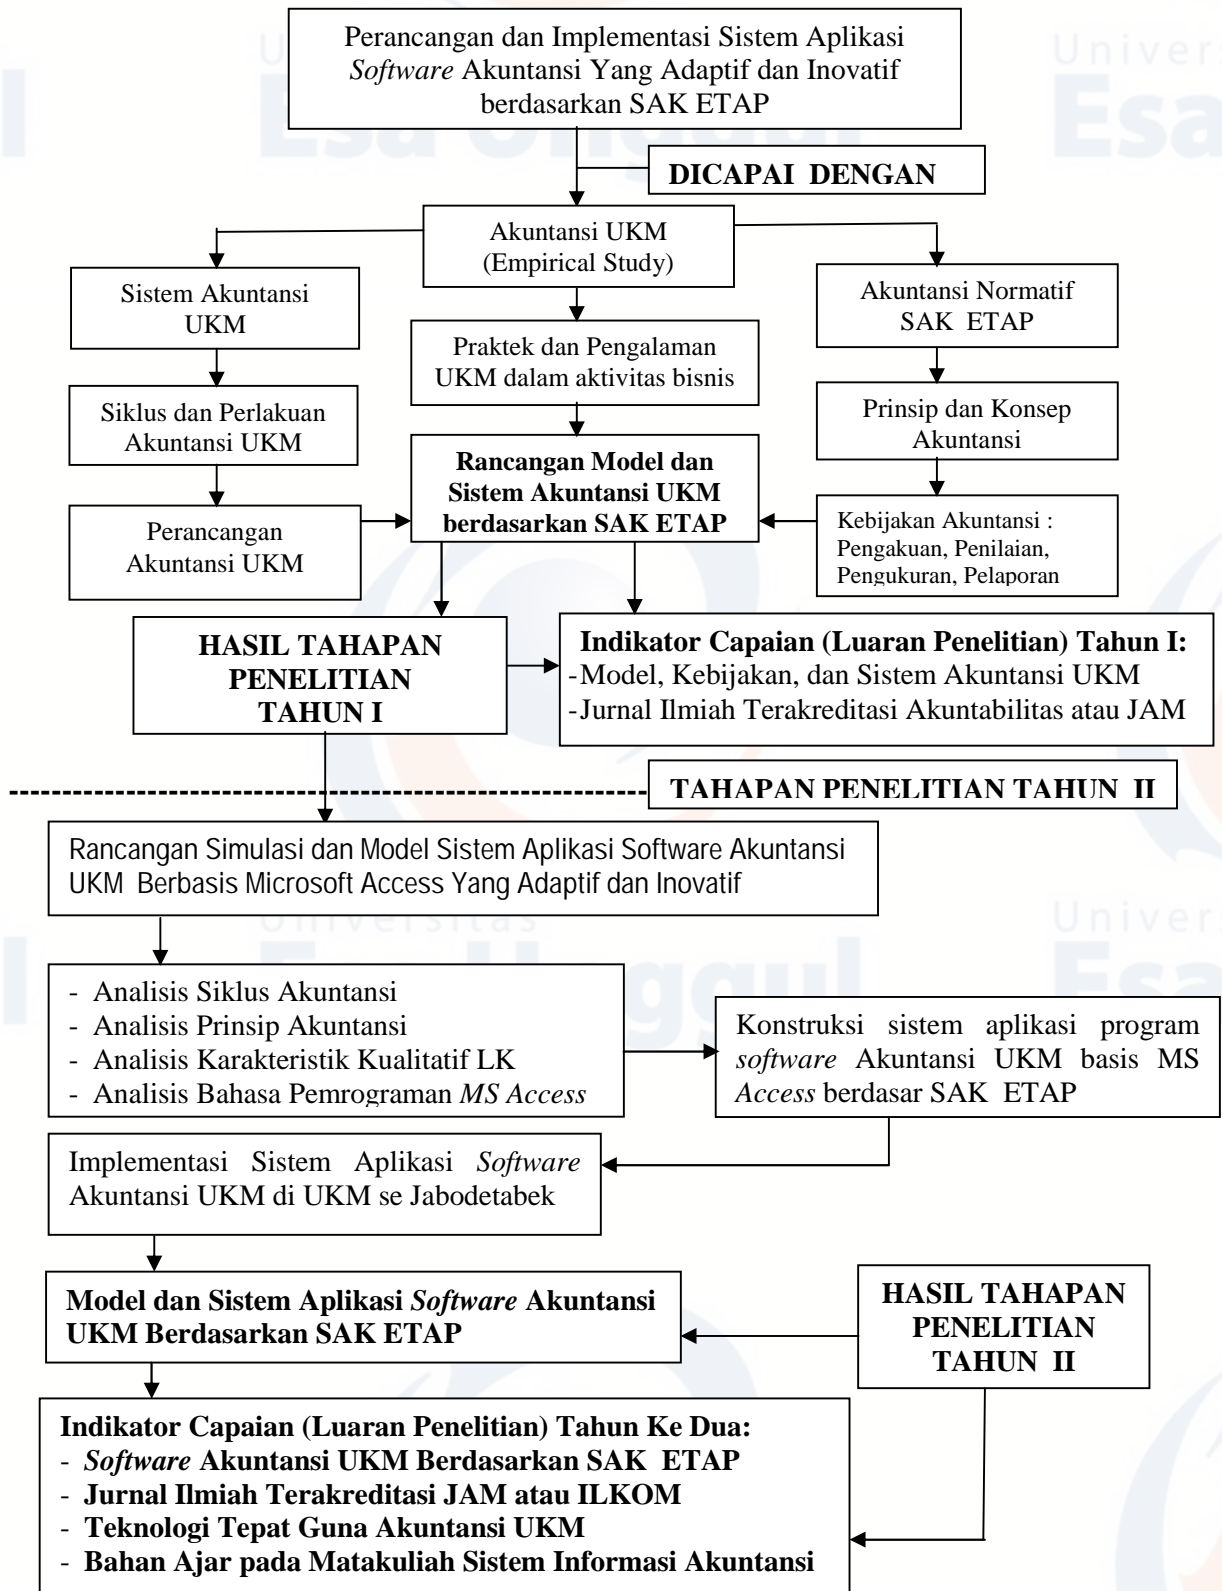 Perancangan dan Implementasi Sistem Aplikasi
Software Akuntansi Yang Adaptif dan Inovatif
berdasarkan SAK ETAP
DICAPAI DENGAN
Akuntansi UKM
(Empirical Study)
Sistem Akuntansi
UKM
Akuntansi Normatif
SAK ETAP
Praktek dan Pengalaman
UKM dalam aktivitas bisnis
Siklus dan Perlakuan
Akuntansi UKM
Prinsip dan Konsep
Akuntansi
Rancangan Model dan
Sistem Akuntansi UKM
berdasarkan SAK ETAP
Perancangan
Akuntansi UKM
Kebijakan Akuntansi :
Pengakuan, Penilaian,
Pengukuran, Pelaporan
HASIL TAHAPAN
PENELITIAN
TAHUN I
Indikator Capaian (Luaran Penelitian) Tahun I:
-Model, Kebijakan, dan Sistem Akuntansi UKM
-Jurnal Ilmiah Terakreditasi Akuntabilitas atau JAM
TAHAPAN PENELITIAN TAHUN II
Rancangan Simulasi dan Model Sistem Aplikasi Software Akuntansi
UKM Berbasis Microsoft Access Yang Adaptif dan Inovatif
- Analisis Siklus Akuntansi
- Analisis Prinsip Akuntansi
- Analisis Karakteristik Kualitatif LK
- Analisis Bahasa Pemrograman MS Access
Konstruksi sistem aplikasi program
software Akuntansi UKM basis MS
Access berdasar SAK ETAP
Implementasi Sistem Aplikasi Software
Akuntansi UKM di UKM se Jabodetabek
Model dan Sistem Aplikasi Software Akuntansi
UKM Berdasarkan SAK ETAP
HASIL TAHAPAN
PENELITIAN
TAHUN II
Indikator Capaian (Luaran Penelitian) Tahun Ke Dua:
- Software Akuntansi UKM Berdasarkan SAK ETAP
- Jurnal Ilmiah Terakreditasi JAM atau ILKOM
- Teknologi Tepat Guna Akuntansi UKM
- Bahan Ajar pada Matakuliah Sistem Informasi Akuntansi